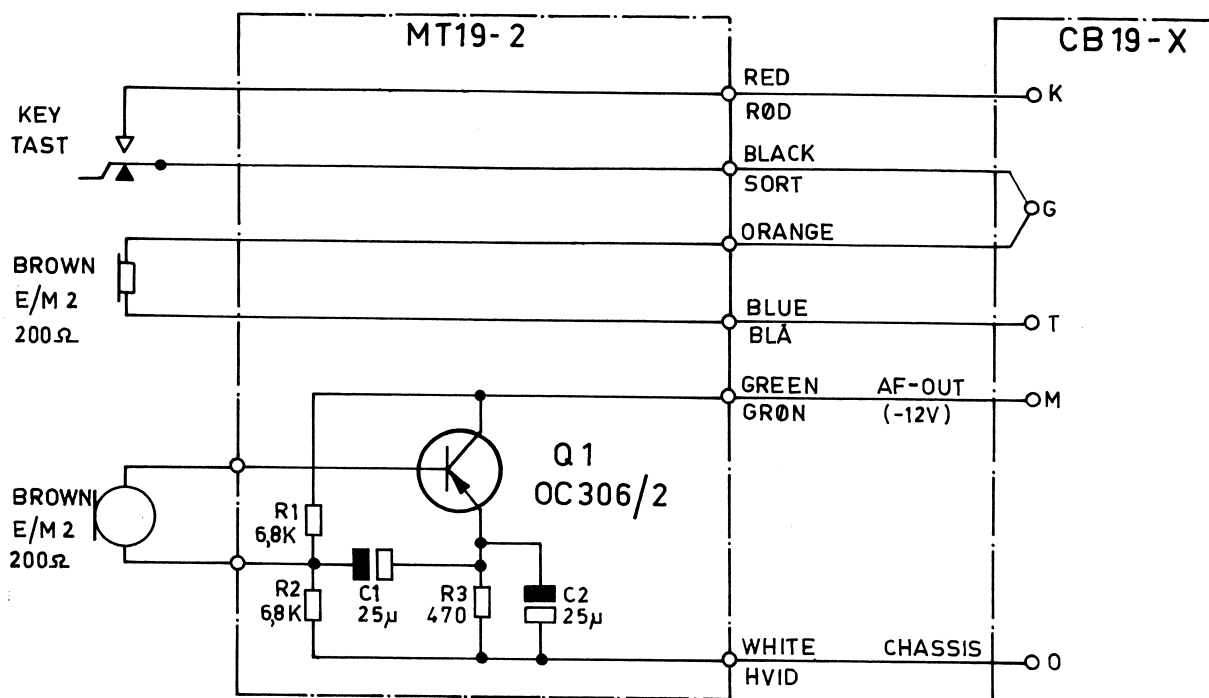 MT19-2
CB19-X
KEY
TAST
RED
RØD
K
BLACK
SORT
G
ORANGE
BROWN
E/M 2
200Ω
BLUE
BLÅ
T
GREEN
GRØN
AF-OUT
(-12V)
M
Q1
OC306/2
BROWN
E/M 2
200Ω
R1
6,8K
R2
6,8K
C1
25µ
R3
470
C2
25µ
WHITE
HVID
CHASSIS
O